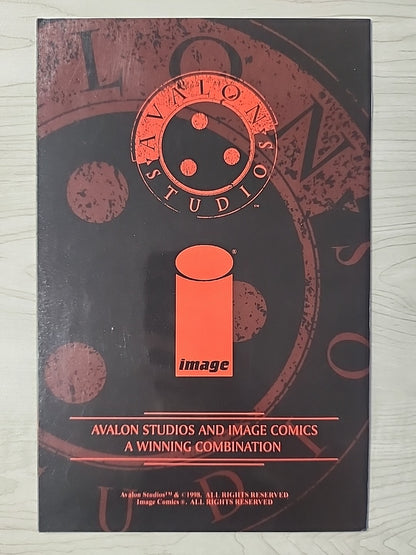 AVALON STUDIOS
™
®
image
AVALON STUDIOS AND IMAGE COMICS
A WINNING COMBINATION
Avalon Studios™ & ©1998. ALL RIGHTS RESERVED
Image Comics ®. ALL RIGHTS RESERVED